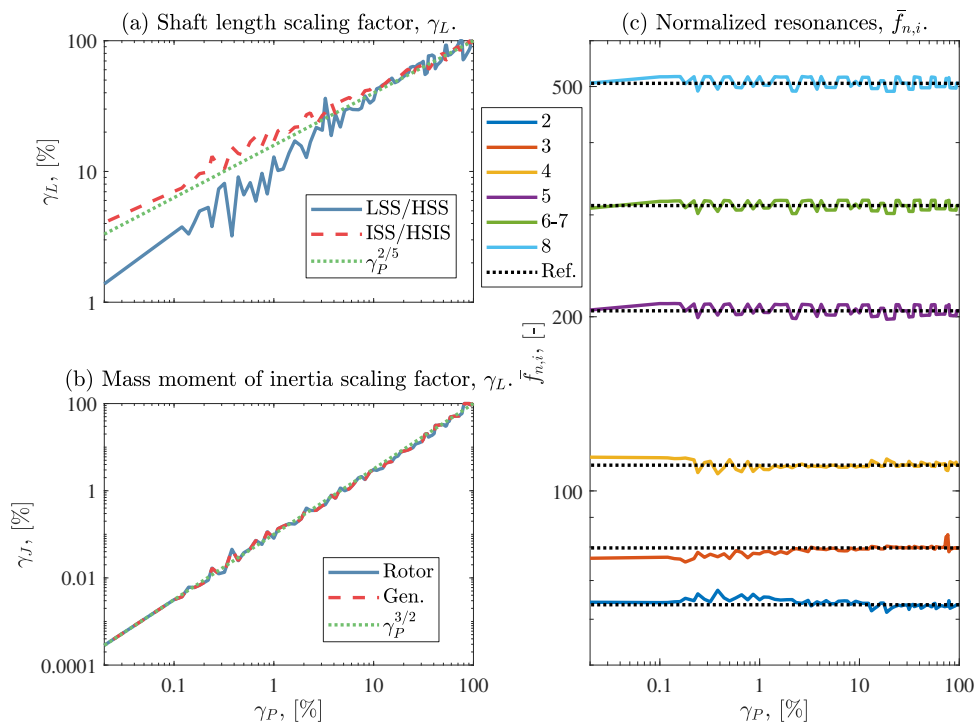 (a) Shaft length scaling factor, γ_L.
100
10
1
γ_L, [%]
LSS/HSS
ISS/HSIS
γ_P^{2/5}
(b) Mass moment of inertia scaling factor, γ_L.
100
1
0.01
0.0001
γ_J, [%]
Rotor
Gen.
γ_P^{3/2}
0.1
1
10
100
γ_P, [%]
(c) Normalized resonances, f̄_{n,i}.
500
200
100
f̄_{n,i}, [-]
2
3
4
5
6-7
8
Ref.
0.1
1
10
100
γ_P, [%]